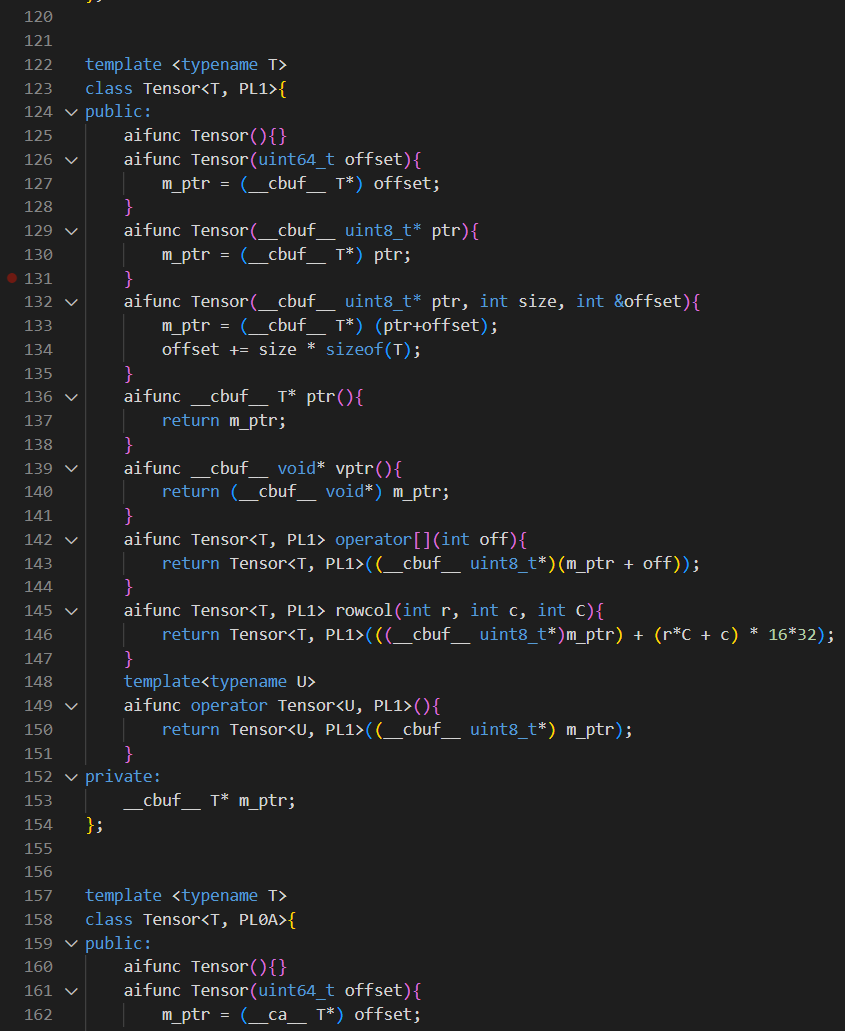 120
121
122 template <typename T>
123 class Tensor<T, PL1>{
124 public:
125     aifunc Tensor(){}
126     aifunc Tensor(uint64_t offset){
127         m_ptr = (__cbuf__ T*) offset;
128     }
129     aifunc Tensor(__cbuf__ uint8_t* ptr){
130         m_ptr = (__cbuf__ T*) ptr;
131     }
132     aifunc Tensor(__cbuf__ uint8_t* ptr, int size, int &offset){
133         m_ptr = (__cbuf__ T*) (ptr+offset);
134         offset += size * sizeof(T);
135     }
136     aifunc __cbuf__ T* ptr(){
137         return m_ptr;
138     }
139     aifunc __cbuf__ void* vptr(){
140         return (__cbuf__ void*) m_ptr;
141     }
142     aifunc Tensor<T, PL1> operator[](int off){
143         return Tensor<T, PL1>((__cbuf__ uint8_t*)(m_ptr + off));
144     }
145     aifunc Tensor<T, PL1> rowcol(int r, int c, int C){
146         return Tensor<T, PL1>(((__cbuf__ uint8_t*)m_ptr) + (r*C + c) * 16*32);
147     }
148     template<typename U>
149     aifunc operator Tensor<U, PL1>(){
150         return Tensor<U, PL1>((__cbuf__ uint8_t*) m_ptr);
151     }
152 private:
153     __cbuf__ T* m_ptr;
154 };
155
156
157 template <typename T>
158 class Tensor<T, PL0A>{
159 public:
160     aifunc Tensor(){}
161     aifunc Tensor(uint64_t offset){
162         m_ptr = (__ca__ T*) offset;